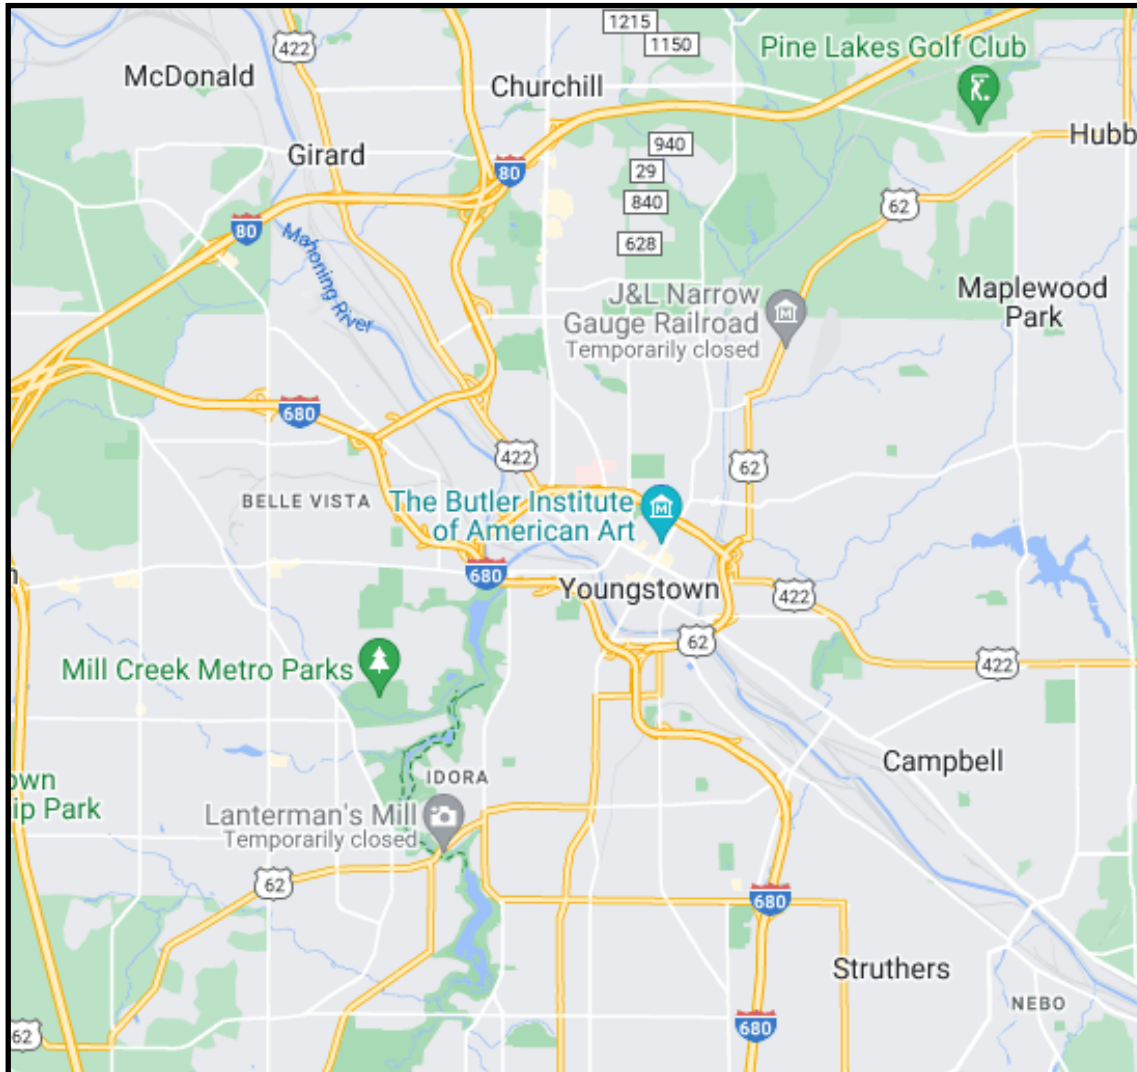 1215
422
1150
Pine Lakes Golf Club
McDonald
Churchill
Hubb
940
Girard
80
29
840
62
80
628
Mahoning River
J&L Narrow
Gauge Railroad
Temporarily closed
Maplewood
Park
680
422
62
BELLE VISTA
The Butler Institute
of American Art
n
680
Youngstown
422
62
422
Mill Creek Metro Parks
Campbell
IDORA
own
ip Park
Lanterman's Mill
Temporarily closed
62
680
Struthers
NEBO
62
680